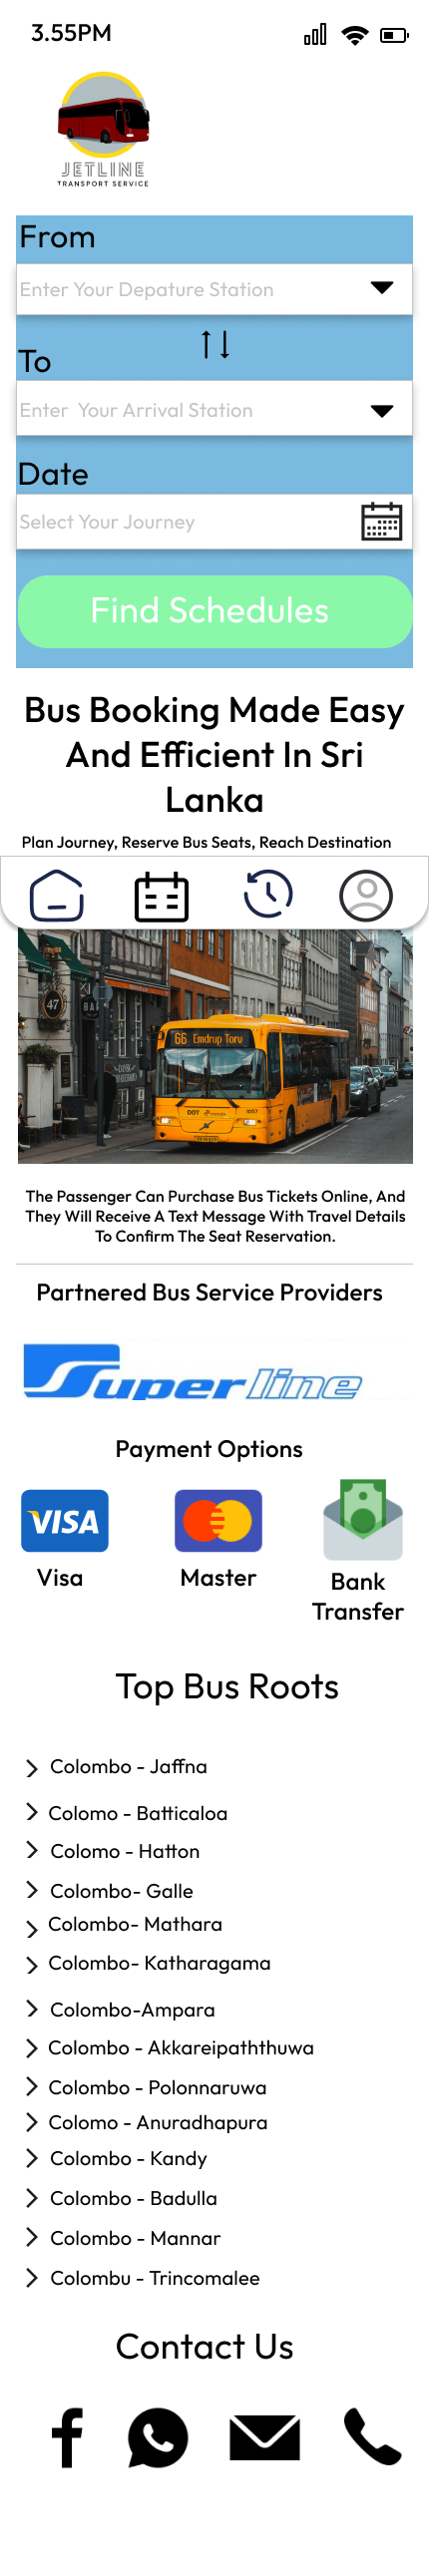 3.55PM
JETLINE
TRANSPORT SERVICE
From
Enter Your Depature Station
To
Enter Your Arrival Station
Date
Select Your Journey
Find Schedules
Bus Booking Made Easy
And Efficient In Sri
Lanka
Plan Journey, Reserve Bus Seats, Reach Destination
47
BAR
66 Emdrup Torv
DOT
1057
The Passenger Can Purchase Bus Tickets Online, And
They Will Receive A Text Message With Travel Details
To Confirm The Seat Reservation.
Partnered Bus Service Providers
Superline
Payment Options
VISA
Visa
Master
Bank
Transfer
Top Bus Roots
Colombo - Jaffna
Colomo - Batticaloa
Colomo - Hatton
Colombo- Galle
Colombo- Mathara
Colombo- Katharagama
Colombo-Ampara
Colombo - Akkareipaththuwa
Colombo - Polonnaruwa
Colomo - Anuradhapura
Colombo - Kandy
Colombo - Badulla
Colombo - Mannar
Colombu - Trincomalee
Contact Us